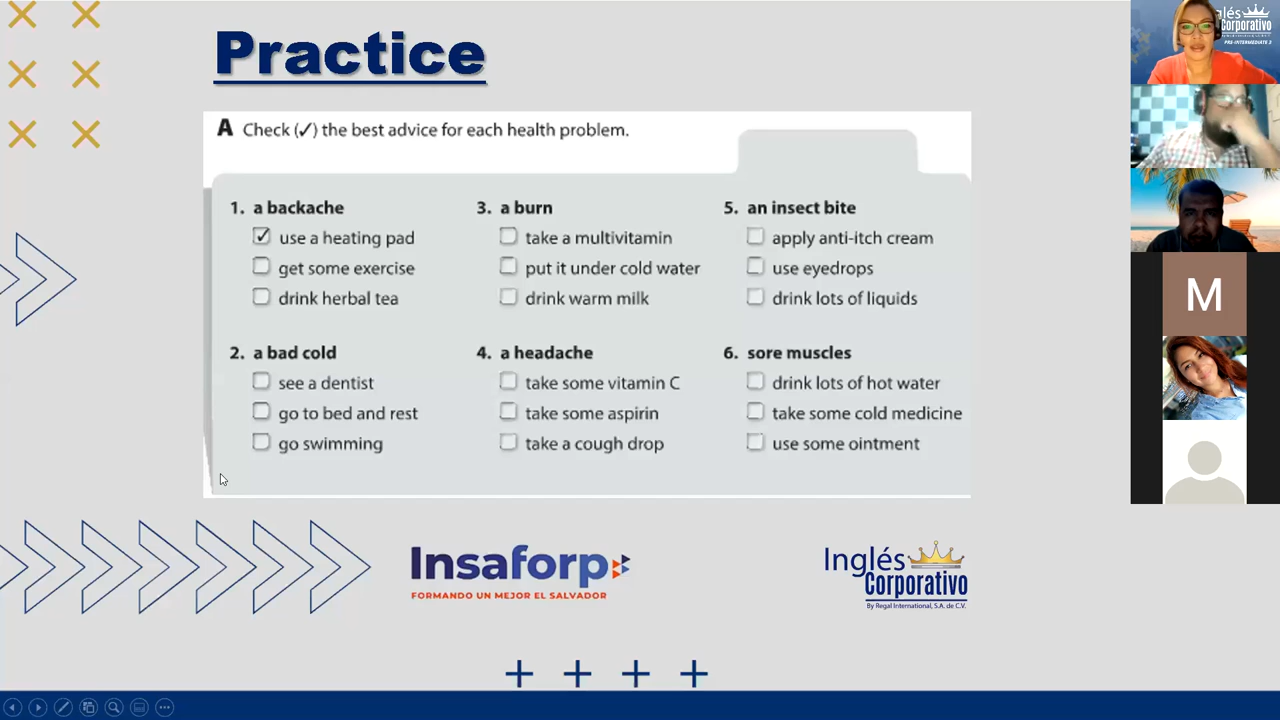 Practice
A Check (✓) the best advice for each health problem.
1. a backache
use a heating pad
get some exercise
drink herbal tea
2. a bad cold
see a dentist
go to bed and rest
go swimming
3. a burn
take a multivitamin
put it under cold water
drink warm milk
4. a headache
take some vitamin C
take some aspirin
take a cough drop
5. an insect bite
apply anti-itch cream
use eyedrops
drink lots of liquids
6. sore muscles
drink lots of hot water
take some cold medicine
use some ointment
Insaforp
FORMANDO UN MEJOR EL SALVADOR
Inglés
Corporativo
By Regal International, S.A. de C.V.
glés
Corporativo
PRE-INTERMEDIATE 2
M